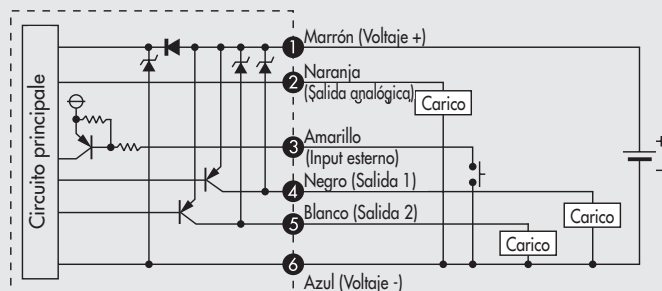 Circuito principale
1 Marrón (Voltaje +)
2 Naranja
(Salida analógica)
Carico
3 Amarillo
(Input esterno)
4 Negro (Salida 1)
5 Blanco (Salida 2)
Carico
Carico
6 Azul (Voltaje -)
+
-